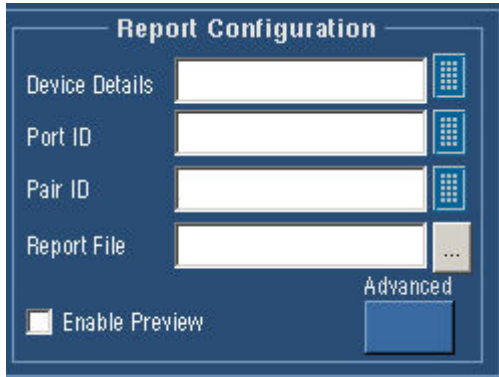 Report Configuration
Device Details
Port ID
Pair ID
Report File
...
Advanced
Enable Preview